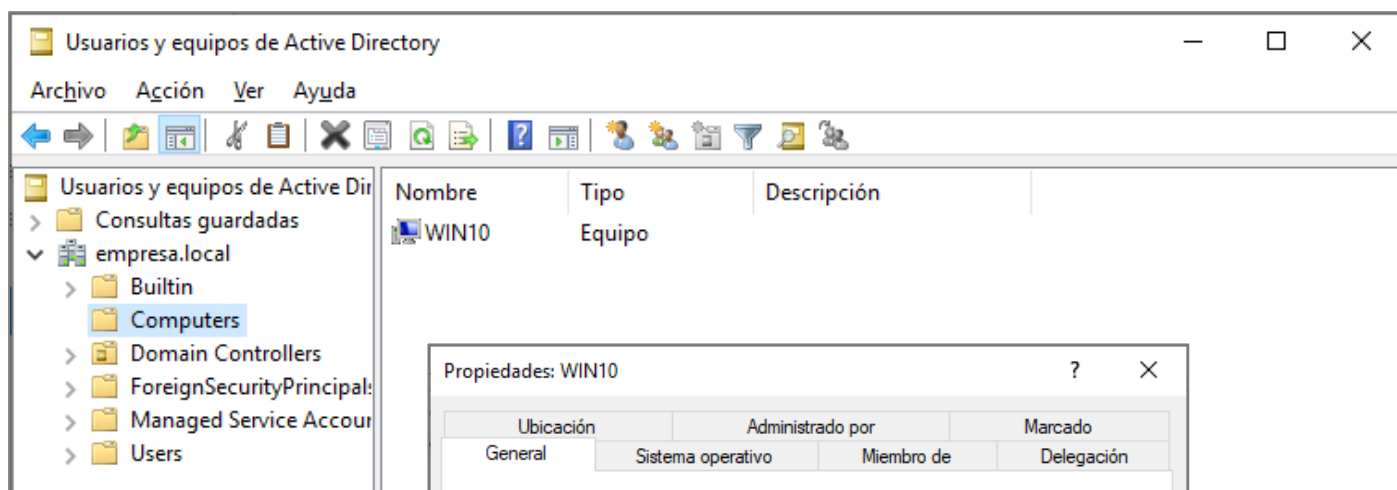 Usuarios y equipos de Active Directory
Archivo Acción Ver Ayuda
Usuarios y equipos de Active Dir
Consultas guardadas
empresa.local
Builtin
Computers
Domain Controllers
ForeignSecurityPrincipals
Managed Service Accour
Users
Nombre Tipo Descripción
WIN10 Equipo
Propiedades: WIN10 ?
Ubicación Administrado por Marcado
General Sistema operativo Miembro de Delegación